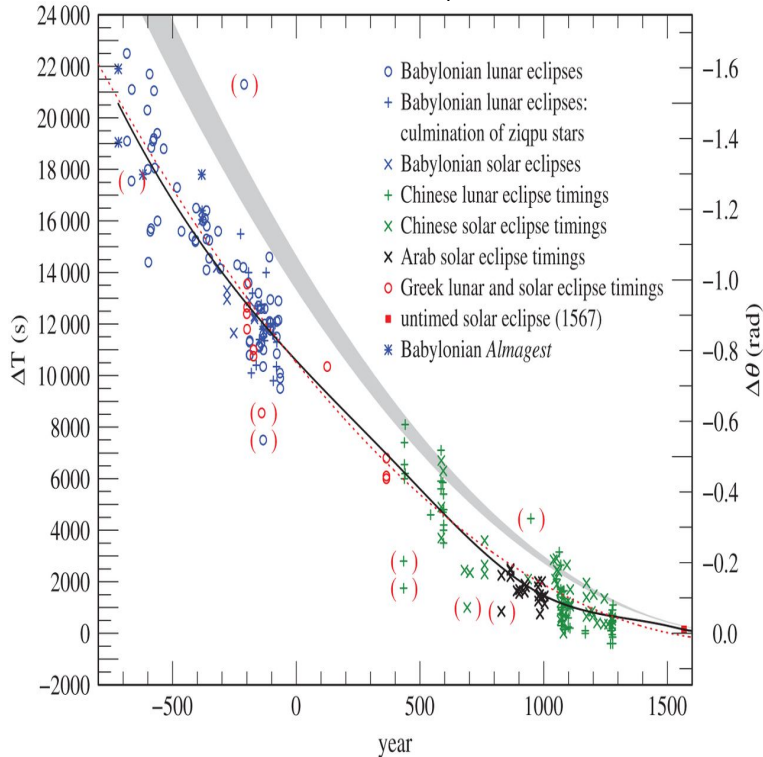 24 000
22 000
20 000
18 000
16 000
14 000
12 000
10 000
8000
6000
4000
2000
0
−2000
ΔT (s)
−500
0
500
1000
1500
year
−1.6
−1.4
−1.2
−1.0
−0.8
−0.6
−0.4
−0.2
0.0
Δθ (rad)
Babylonian lunar eclipses
Babylonian lunar eclipses:
culmination of ziqpu stars
Babylonian solar eclipses
Chinese lunar eclipse timings
Chinese solar eclipse timings
Arab solar eclipse timings
Greek lunar and solar eclipse timings
untimed solar eclipse (1567)
Babylonian Almagest